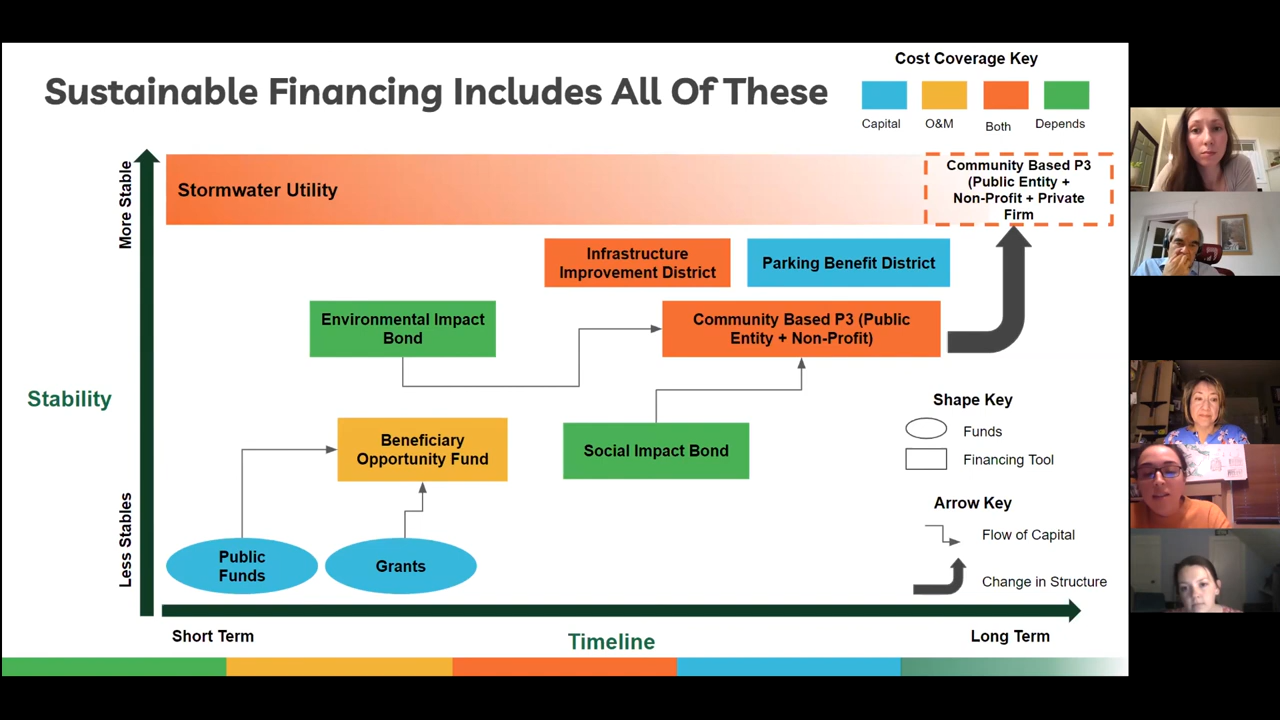 Sustainable Financing Includes All Of These
Cost Coverage Key
Capital
O&M
Both
Depends
More Stable
Stability
Less Stables
Stormwater Utility
Community Based P3
(Public Entity +
Non-Profit + Private
Firm
Infrastructure
Improvement District
Parking Benefit District
Environmental Impact
Bond
Community Based P3 (Public
Entity + Non-Profit)
Beneficiary
Opportunity Fund
Social Impact Bond
Public
Funds
Grants
Shape Key
Funds
Financing Tool
Arrow Key
Flow of Capital
Change in Structure
Short Term
Timeline
Long Term